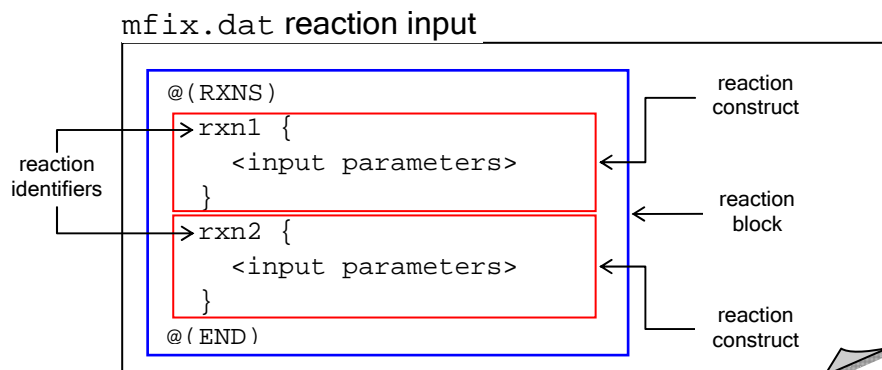 mfix.dat reaction input
@(RXNS)
rxn1 {
<input parameters>
}
rxn2 {
<input parameters>
}
@(END)
reaction
identifiers
reaction
construct
reaction
block
reaction
construct